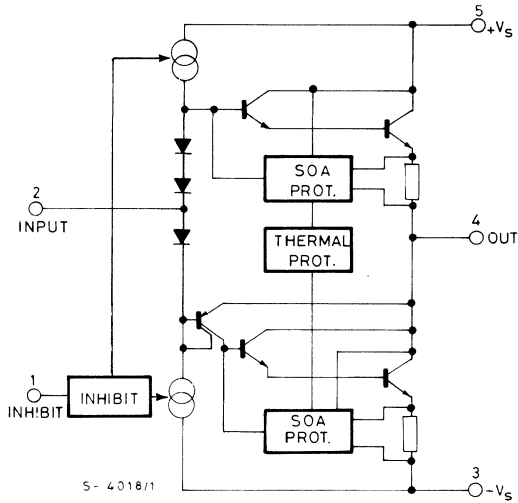 5
+Vs
SOA
PROT.
2
INPUT
THERMAL
PROT.
4
OUT
1
INHIBIT
INHIBIT
SOA
PROT.
3
-Vs
S- 4018/1